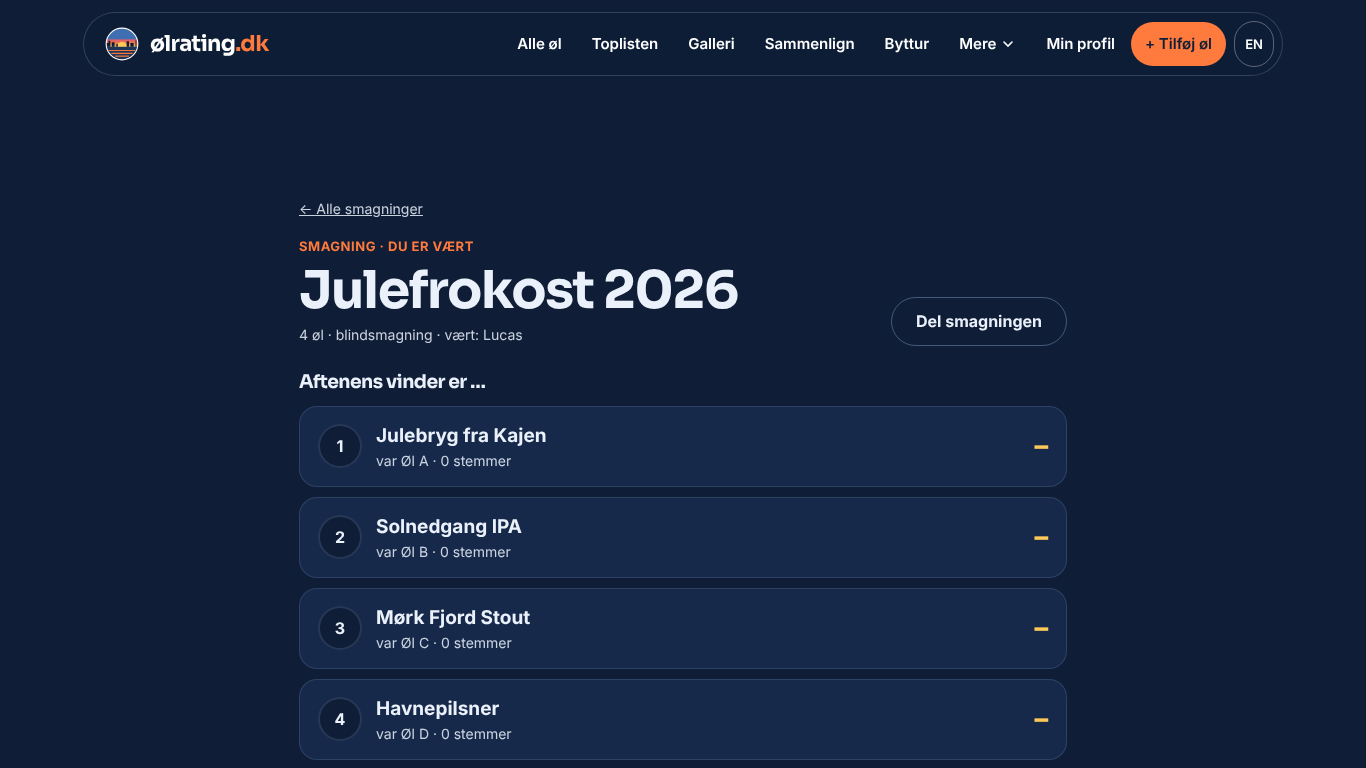 ølrating.dk
Alle øl
Toplisten
Galleri
Sammenlign
Byttur
Mere
Min profil
+ Tilføj øl
EN
← Alle smagninger
SMAGNING · DU ER VÆRT
Julefrokost 2026
4 øl · blindsmagning · vært: Lucas
Del smagningen
Aftenens vinder er …
1
Julebryg fra Kajen
var Øl A · 0 stemmer
–
2
Solnedgang IPA
var Øl B · 0 stemmer
–
3
Mørk Fjord Stout
var Øl C · 0 stemmer
–
4
Havnepilsner
var Øl D · 0 stemmer
–